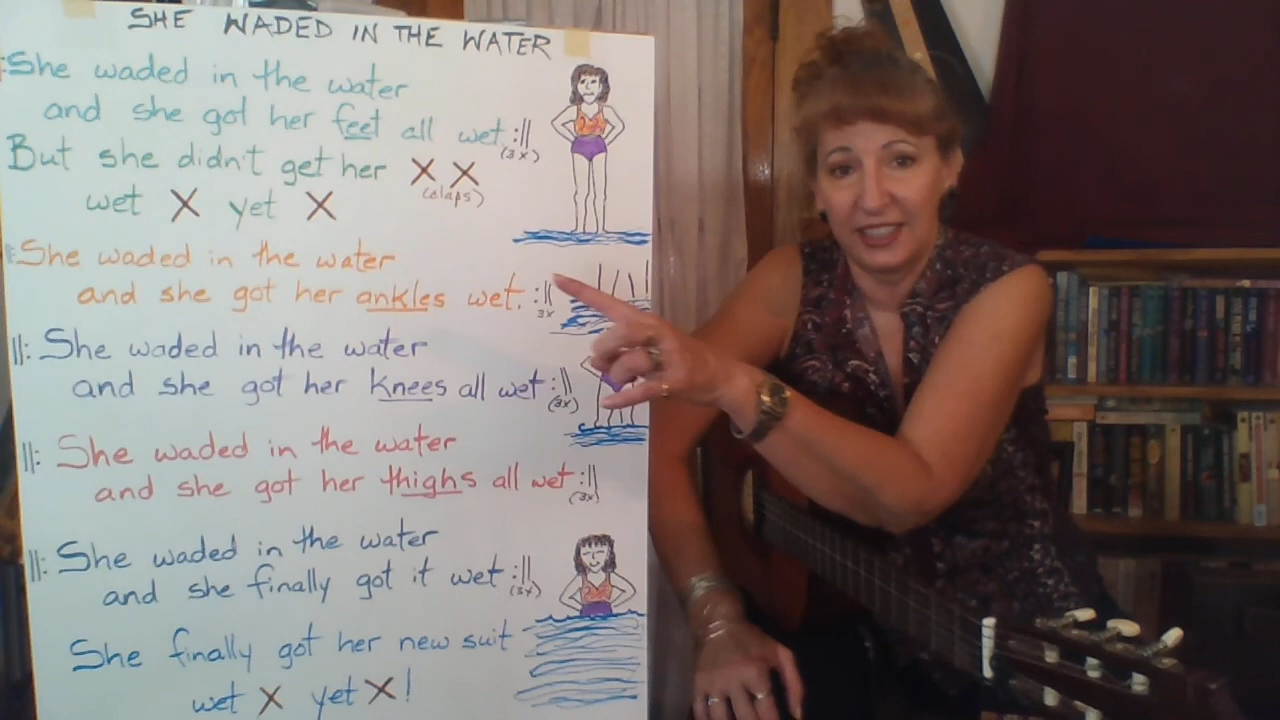 SHE WADED IN THE WATER
‖: She waded in the water
and she got her feet all wet :‖
(3x)
But she didn't get her X X
(claps)
wet X yet X
‖: She waded in the water
and she got her ankles wet. :‖
3x
‖: She waded in the water
and she got her Knees all wet :‖
(3x)
‖: She waded in the water
and she got her thighs all wet :‖
(3x)
‖: She waded in the water
and she finally got it wet :‖
(3x)
She finally got her new suit
wet X yet X!